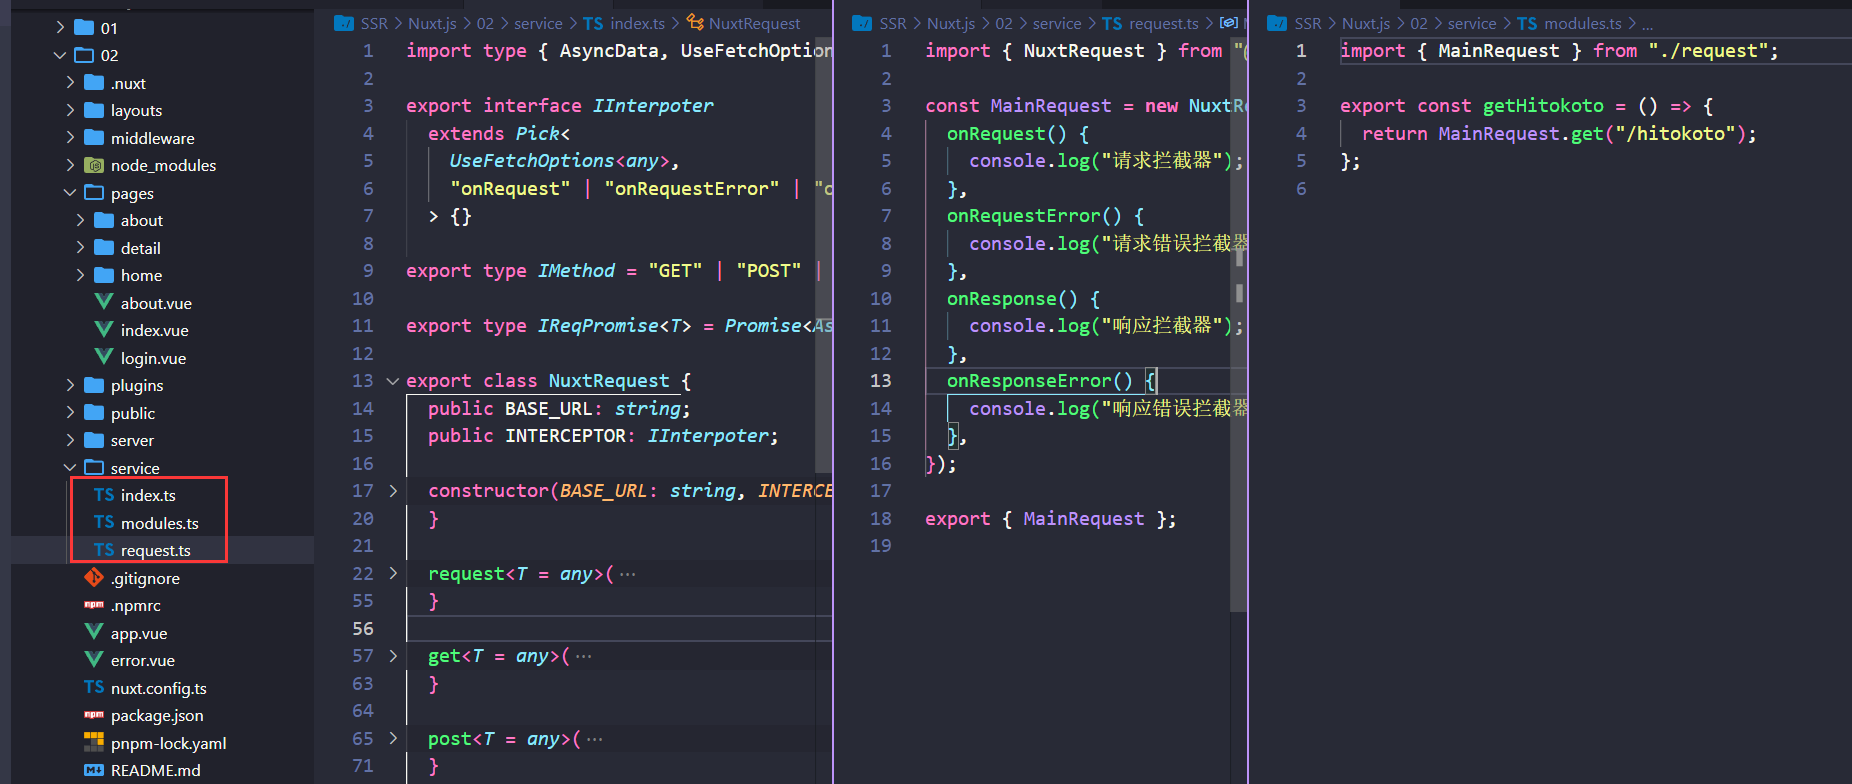 01
02
.nuxt
layouts
middleware
node_modules
pages
about
detail
home
about.vue
index.vue
login.vue
plugins
public
server
service
TS index.ts
TS modules.ts
TS request.ts
.gitignore
npm .npmrc
app.vue
error.vue
TS nuxt.config.ts
npm package.json
pnpm-lock.yaml
README.md
SSR > Nuxt.js > 02 > service > TS index.ts > NuxtRequest
1 import type { AsyncData, UseFetchOption
2
3 export interface IInterpoter
4 extends Pick<
5 UseFetchOptions<any>,
6 "onRequest" | "onRequestError" | "o
7 > {}
8
9 export type IMethod = "GET" | "POST" |
10
11 export type IReqPromise<T> = Promise<As
12
13 export class NuxtRequest {
14 public BASE_URL: string;
15 public INTERCEPTOR: IInterpoter;
16
17 constructor(BASE_URL: string, INTERCE
20 }
21
22 request<T = any>(···
55 }
56
57 get<T = any>(···
63 }
64
65 post<T = any>(···
71 }
SSR > Nuxt.js > 02 > service > TS request.ts >
1 import { NuxtRequest } from "@
2
3 const MainRequest = new NuxtRe
4 onRequest() {
5 console.log("请求拦截器");
6 },
7 onRequestError() {
8 console.log("请求错误拦截器
9 },
10 onResponse() {
11 console.log("响应拦截器");
12 },
13 onResponseError() {
14 console.log("响应错误拦截器
15 },
16 });
17
18 export { MainRequest };
19
SSR > Nuxt.js > 02 > service > TS modules.ts > ...
1 import { MainRequest } from "./request";
2
3 export const getHitokoto = () => {
4 return MainRequest.get("/hitokoto");
5 };
6